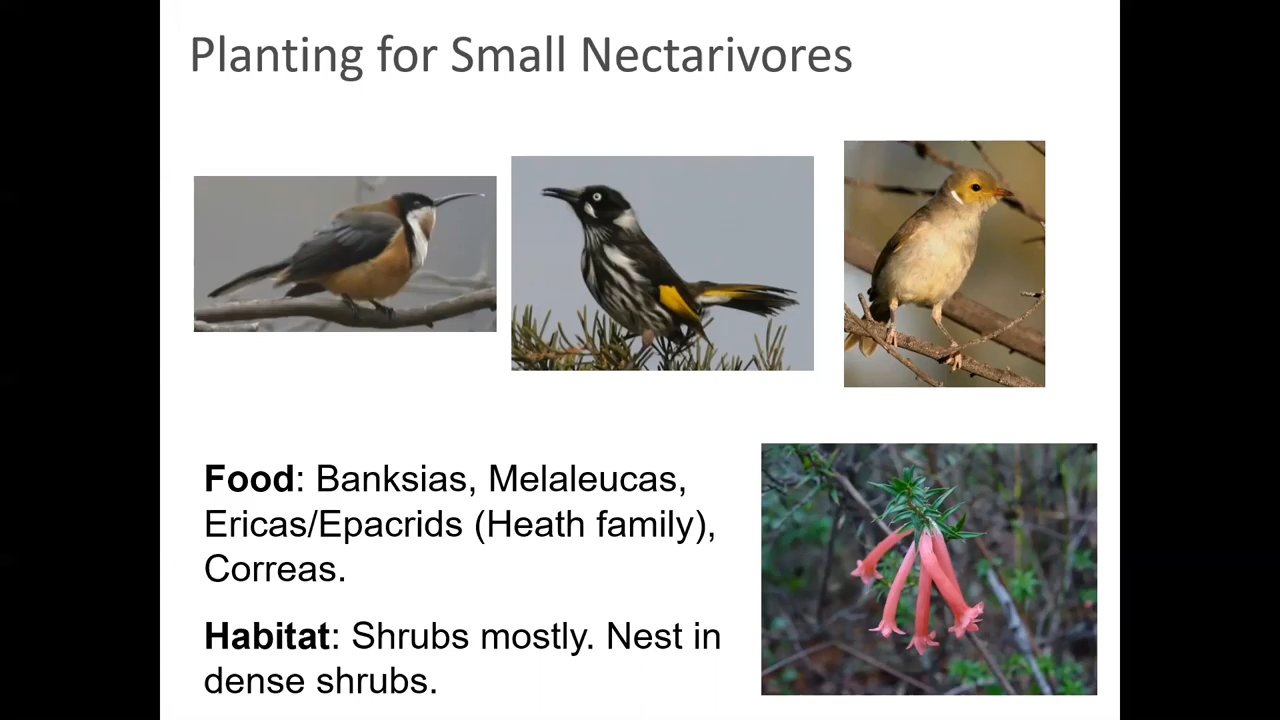 Planting for Small Nectarivores
Food: Banksias, Melaleucas,
Ericas/Epacrids (Heath family),
Correas.
Habitat: Shrubs mostly. Nest in
dense shrubs.